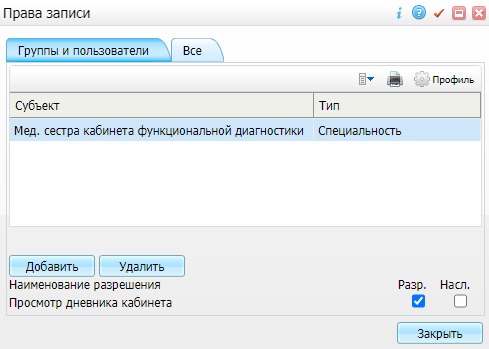 Права записи
Группы и пользователи Все
Профиль
Субъект Тип
Мед. сестра кабинета функциональной диагностики Специальность
Добавить Удалить
Наименование разрешения Разр. Насл.
Просмотр дневника кабинета
Закрыть